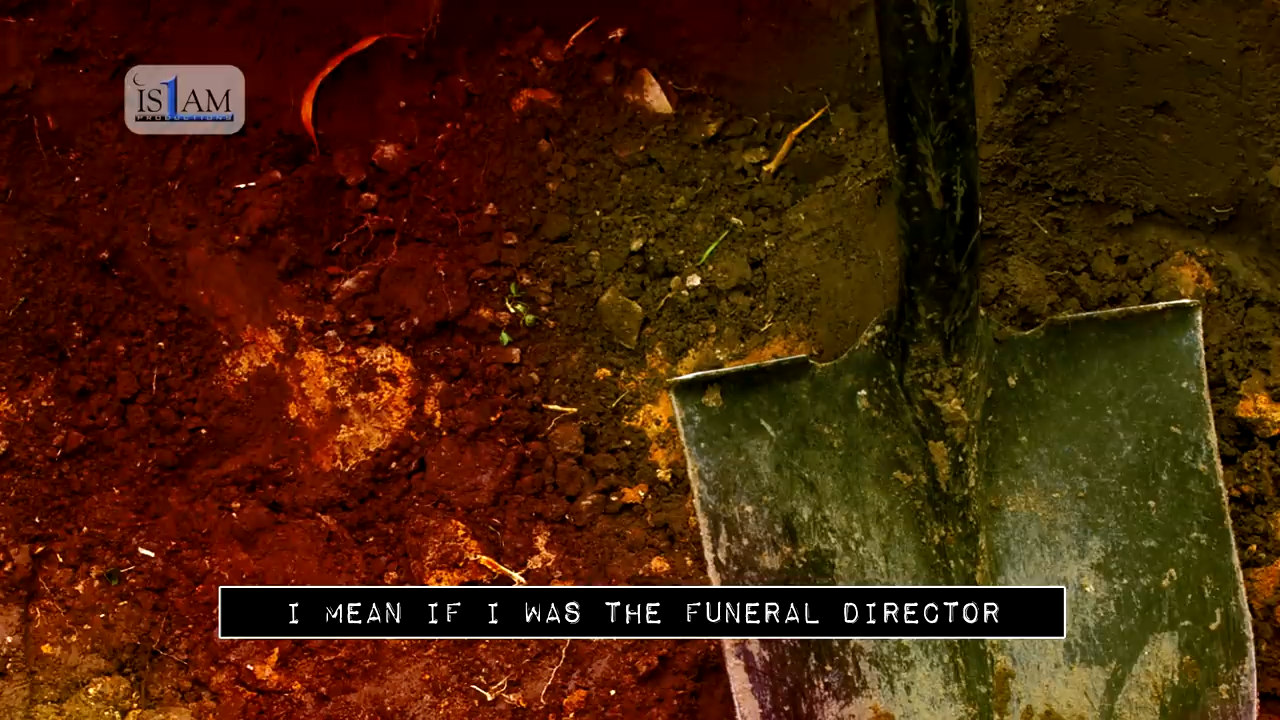 IS1AM
PRODUCTIONS
I MEAN IF I WAS THE FUNERAL DIRECTOR